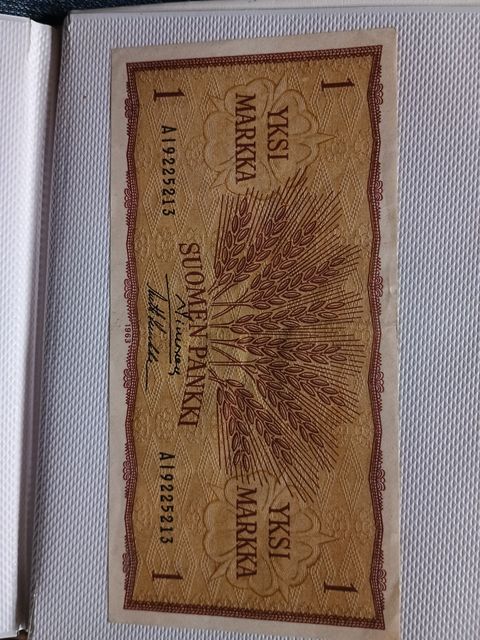 1 1
YKSI YKSI
MARKKA MARKKA
SUOMEN PANKKI
A19225213 A19225213
1963
1 1